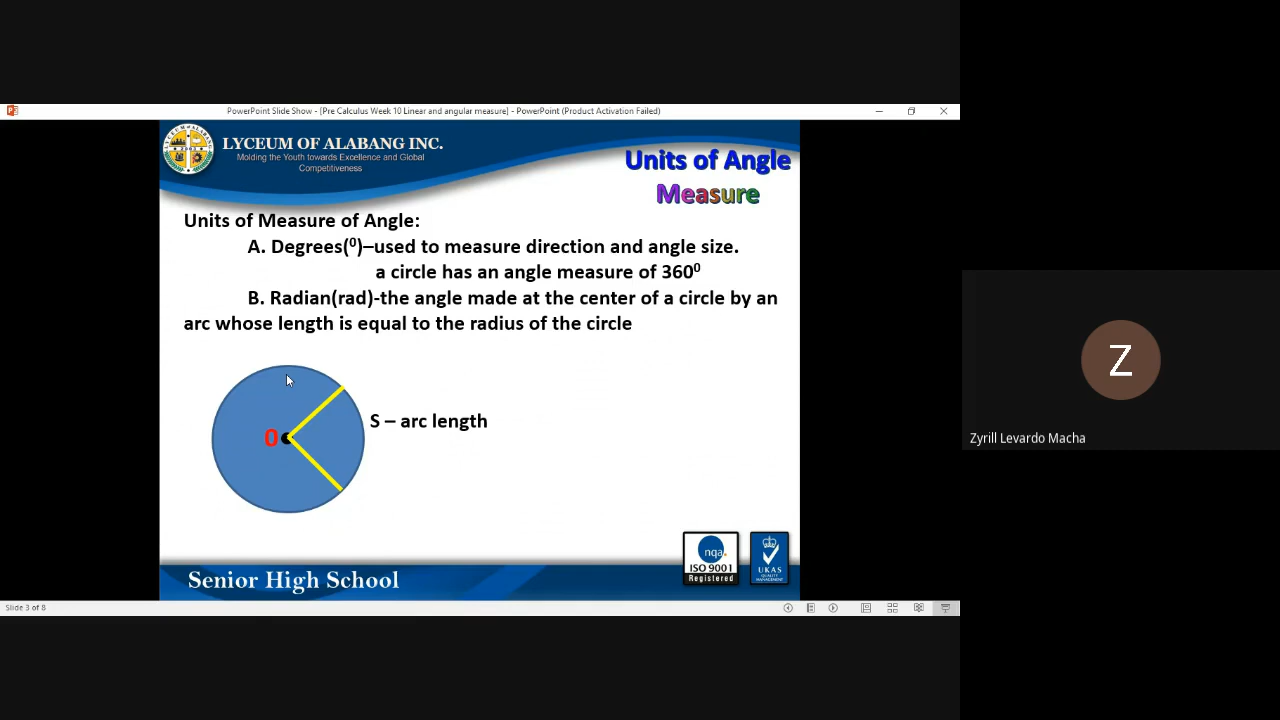 PowerPoint Slide Show - [Pre Calculus Week 10 Linear and angular measure] - PowerPoint (Product Activation Failed)
LYCEUM OF ALABANG INC.
Molding the Youth towards Excellence and Global
Competitiveness
Units of Angle
Measure
Units of Measure of Angle:
A. Degrees(⁰)–used to measure direction and angle size.
a circle has an angle measure of 360⁰
B. Radian(rad)-the angle made at the center of a circle by an
arc whose length is equal to the radius of the circle
S – arc length
0
Z
Zyrill Levardo Macha
nqa.
ISO 9001
Registered
UKAS
QUALITY
MANAGEMENT
Senior High School
Slide 3 of 8